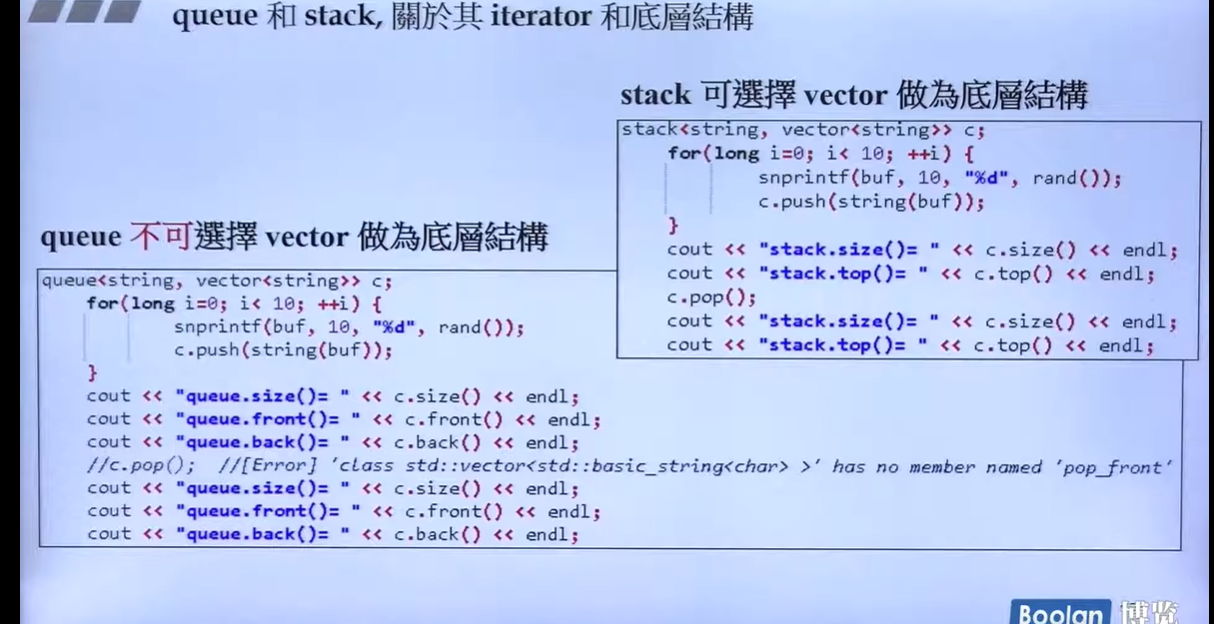 queue 和 stack, 關於其 iterator 和底層結構
stack 可選擇 vector 做為底層結構
stack<string, vector<string>> c;
for(long i=0; i< 10; ++i) {
snprintf(buf, 10, "%d", rand());
c.push(string(buf));
}
cout << "stack.size()= " << c.size() << endl;
cout << "stack.top()= " << c.top() << endl;
c.pop();
cout << "stack.size()= " << c.size() << endl;
cout << "stack.top()= " << c.top() << endl;
queue 不可選擇 vector 做為底層結構
queue<string, vector<string>> c;
for(long i=0; i< 10; ++i) {
snprintf(buf, 10, "%d", rand());
c.push(string(buf));
}
cout << "queue.size()= " << c.size() << endl;
cout << "queue.front()= " << c.front() << endl;
cout << "queue.back()= " << c.back() << endl;
//c.pop(); //[Error] 'class std::vector<std::basic_string<char> >' has no member named 'pop_front'
cout << "queue.size()= " << c.size() << endl;
cout << "queue.front()= " << c.front() << endl;
cout << "queue.back()= " << c.back() << endl;
Boolan 博览